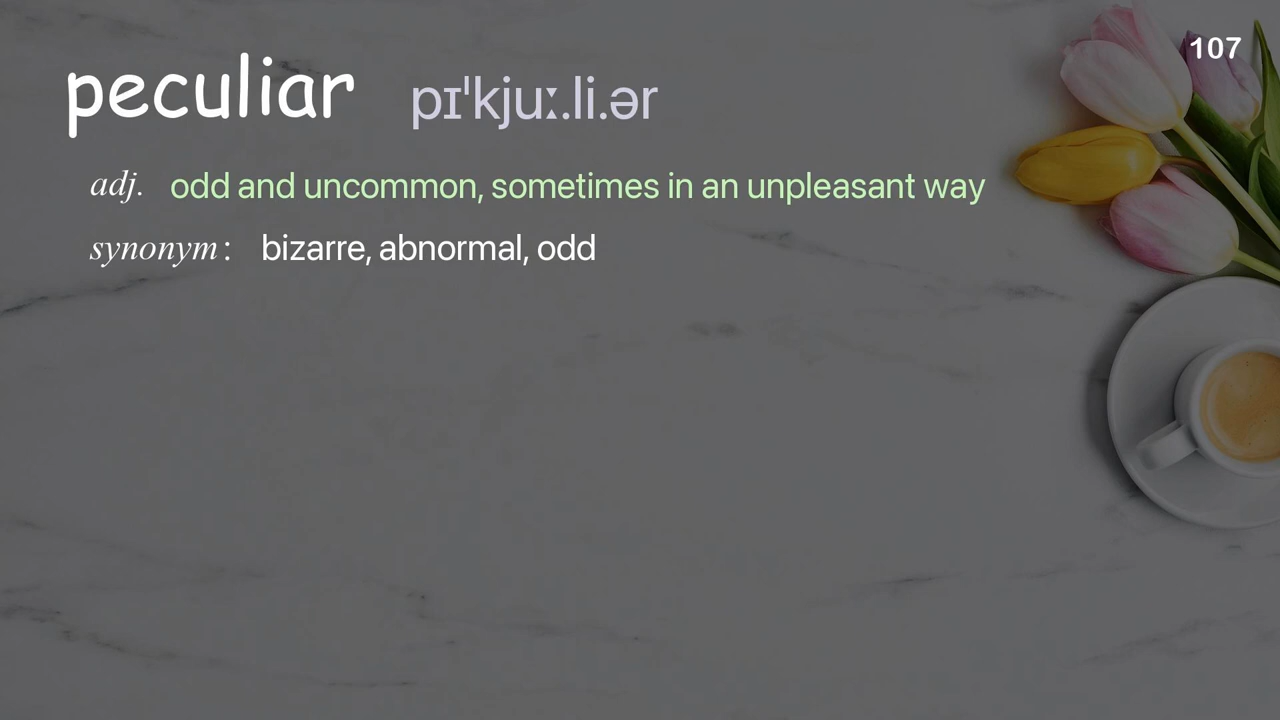 107
peculiar pɪˈkjuː.li.ər
adj. odd and uncommon, sometimes in an unpleasant way
synonym: bizarre, abnormal, odd